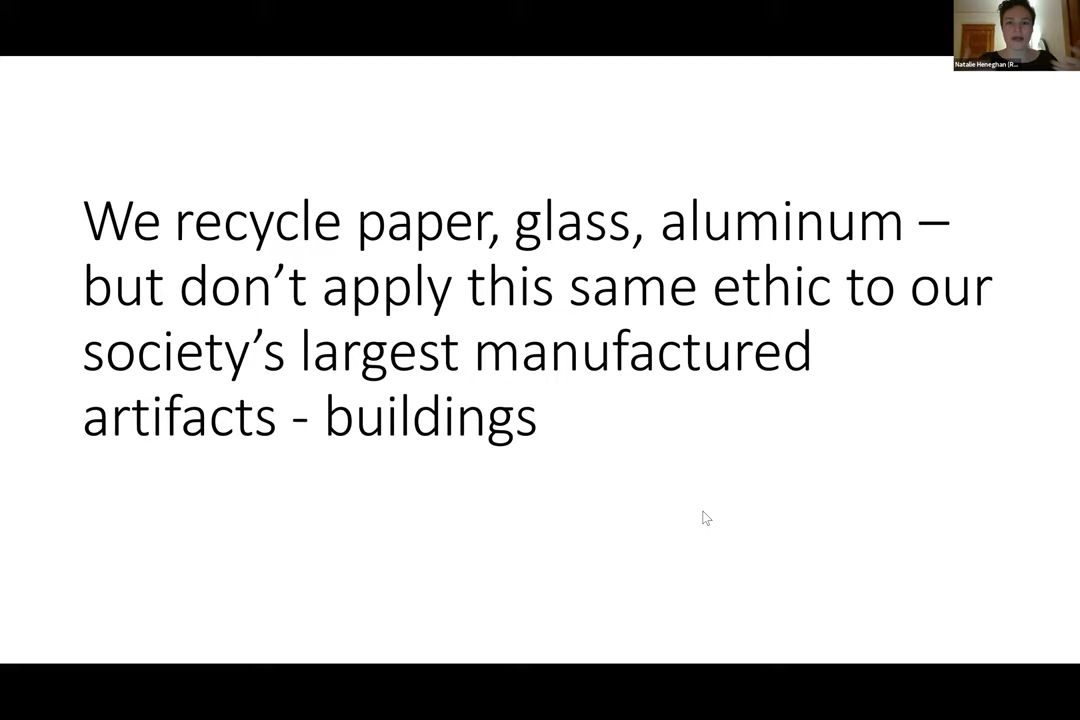 Natalie Heneghan (R...
We recycle paper, glass, aluminum –
but don’t apply this same ethic to our
society’s largest manufactured
artifacts - buildings